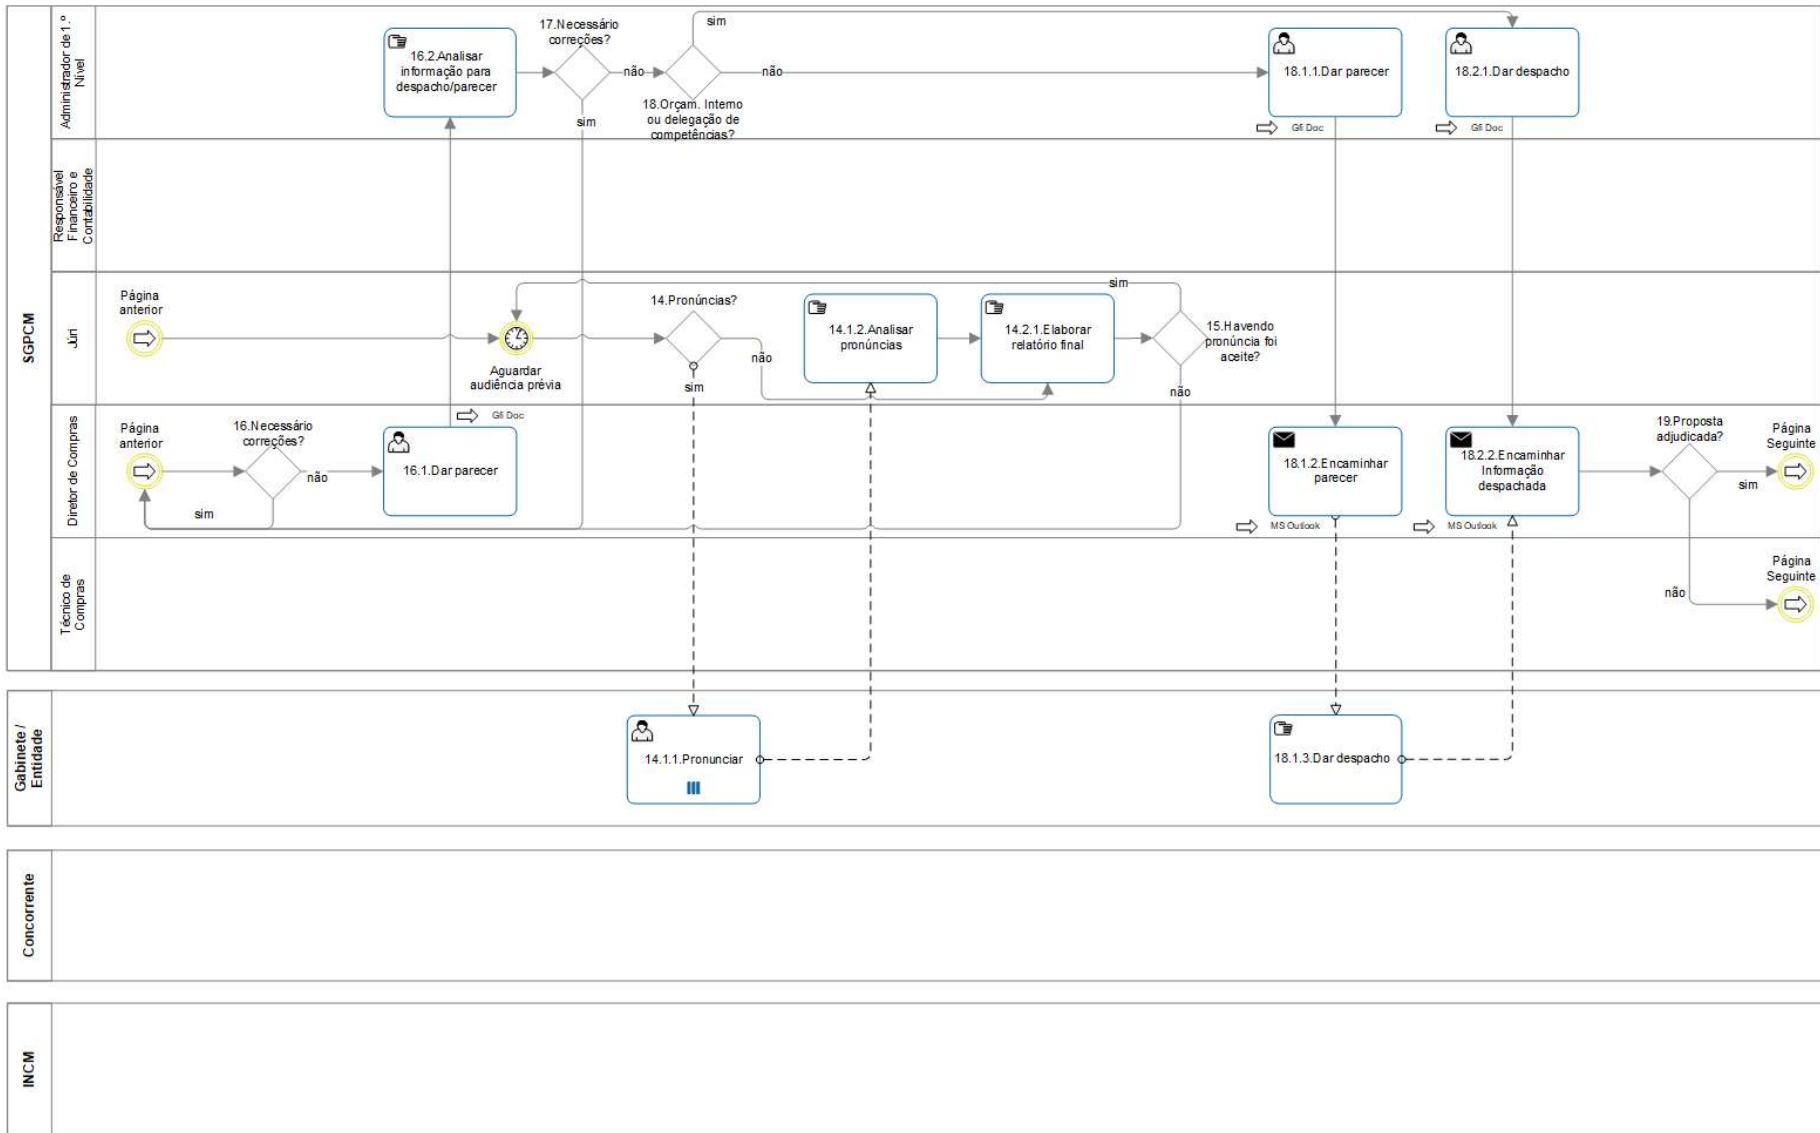 SGPCM
Administrador de 1.º
Nível
16.2.Analisar
informação para
despacho/parecer
17.Necessário
correções?
não
sim
18.Orçam. Interno
ou delegação de
competências?
sim
não
18.1.1.Dar parecer
Gfi Doc
18.2.1.Dar despacho
Gfi Doc
Responsável
Financeiro e
Contabilidade
Júri
Página
anterior
Aguardar
audiência prévia
14.Pronúncias?
sim
não
14.1.2.Analisar
pronúncias
14.2.1.Elaborar
relatório final
sim
15.Havendo
pronúncia foi
aceite?
não
Diretor de Compras
Página
anterior
16.Necessário
correções?
sim
não
16.1.Dar parecer
Gfi Doc
18.1.2.Encaminhar
parecer
MS Outlook
18.2.2.Encaminhar
Informação
despachada
MS Outlook
19.Proposta
adjudicada?
sim
Página
Seguinte
Técnico de
Compras
não
Página
Seguinte
Gabinete /
Entidade
14.1.1.Pronunciar
18.1.3.Dar despacho
Concorrente
INCM